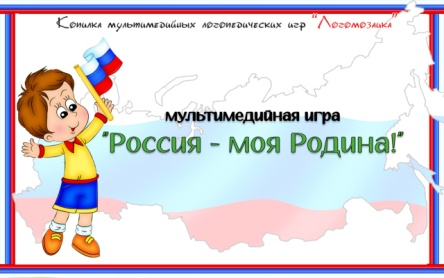 Копилка мультимедийных логопедических игр "Логомозаика"
мультимедийная игра
"Россия - моя Родина!"